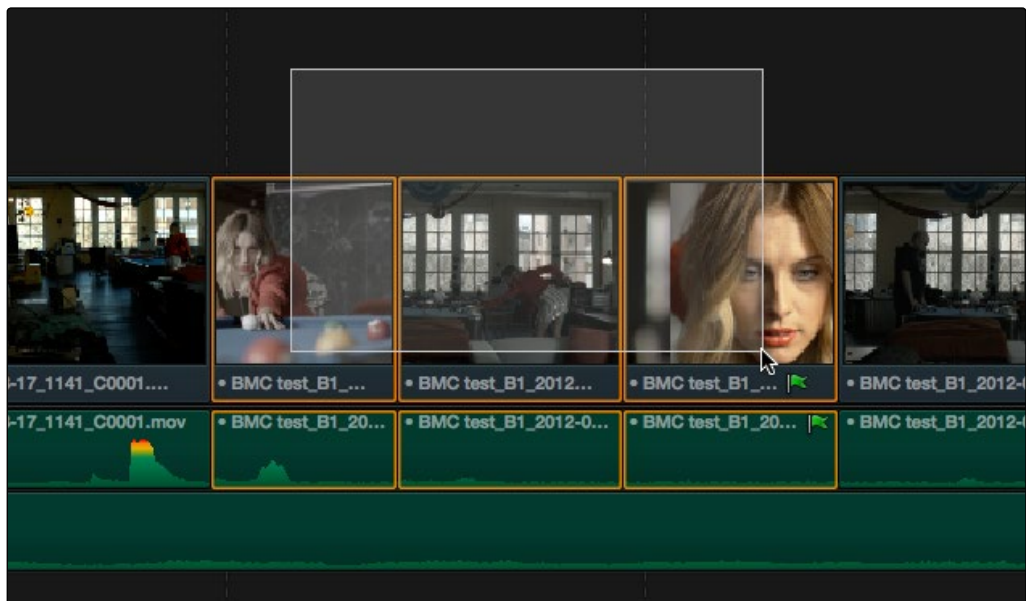 -17_1141_C0001....
• BMC test_B1_...
• BMC test_B1_2012...
• BMC test_B1_...
• BMC test_B1_2012-
-17_1141_C0001.mov
• BMC test_B1_20...
• BMC test_B1_2012-0...
• BMC test_B1_20...
• BMC test_B1_2012-